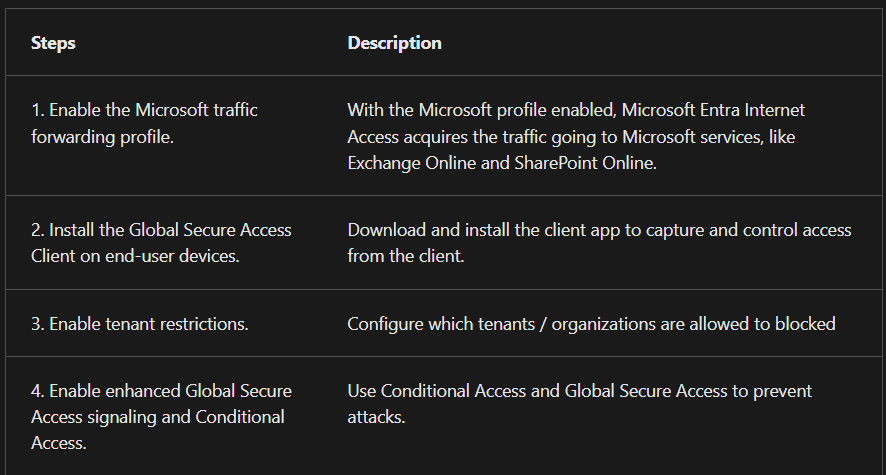 Steps
Description
1. Enable the Microsoft traffic
forwarding profile.
With the Microsoft profile enabled, Microsoft Entra Internet
Access acquires the traffic going to Microsoft services, like
Exchange Online and SharePoint Online.
2. Install the Global Secure Access
Client on end-user devices.
Download and install the client app to capture and control access
from the client.
3. Enable tenant restrictions.
Configure which tenants / organizations are allowed to blocked
4. Enable enhanced Global Secure
Access signaling and Conditional
Access.
Use Conditional Access and Global Secure Access to prevent
attacks.